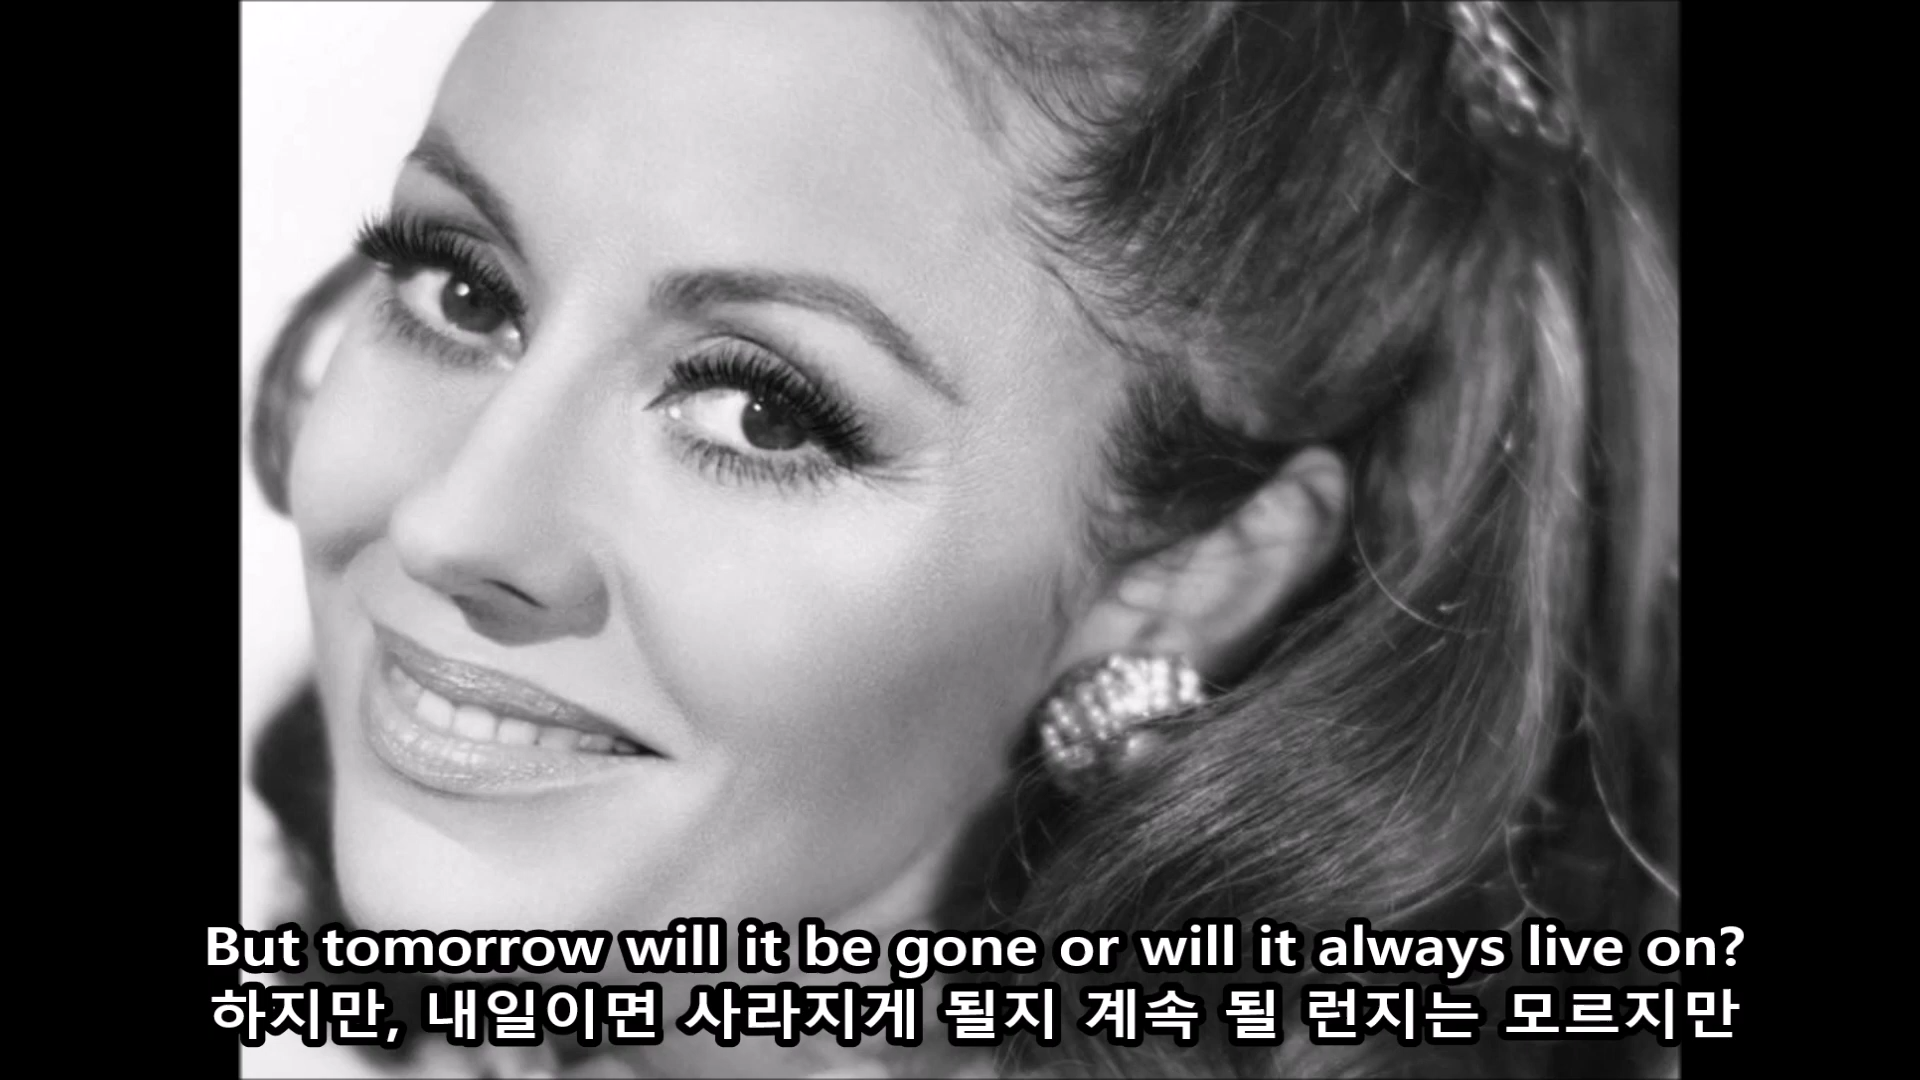 But tomorrow will it be gone or will it always live on?
하지만, 내일이면 사라지게 될지 계속 될 런지는 모르지만